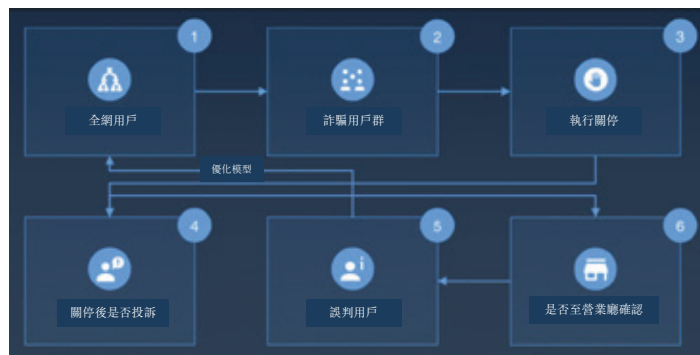 1
全網用戶
2
詐騙用戶群
3
執行關停
優化模型
4
關停後是否投訴
5
誤判用戶
6
是否至營業廳確認